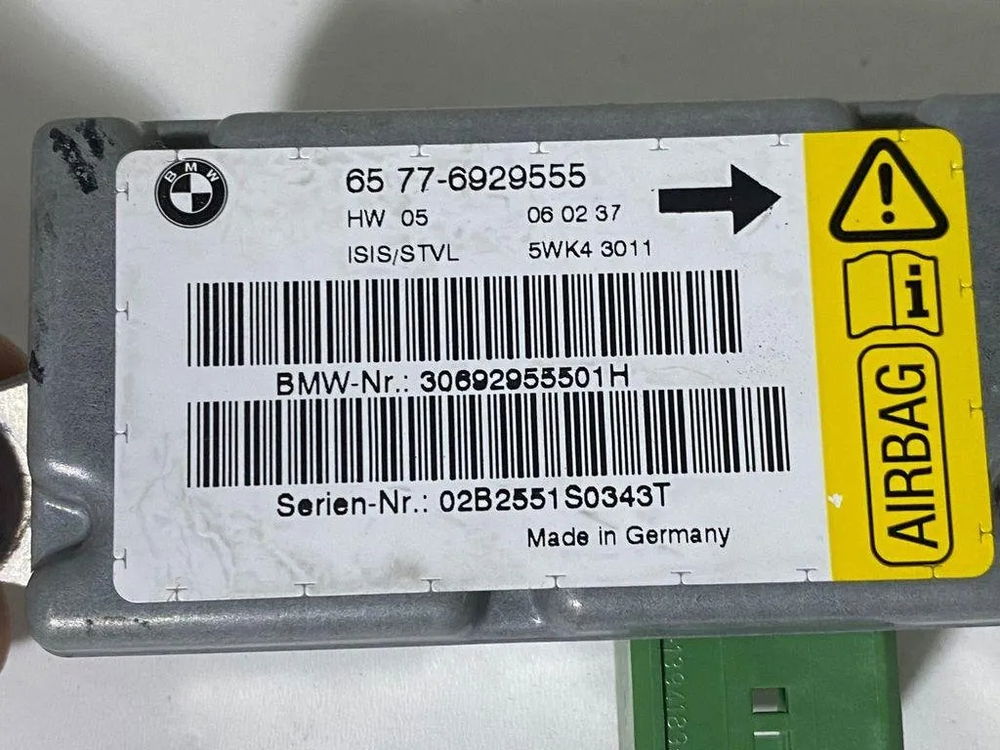 BMW
65 77-6929555
HW 05 06 02 37
ISIS/STVL 5WK4 3011
BMW-Nr.: 30692955501H
Serien-Nr.: 02B2551S0343T
Made in Germany
i
AIRBAG